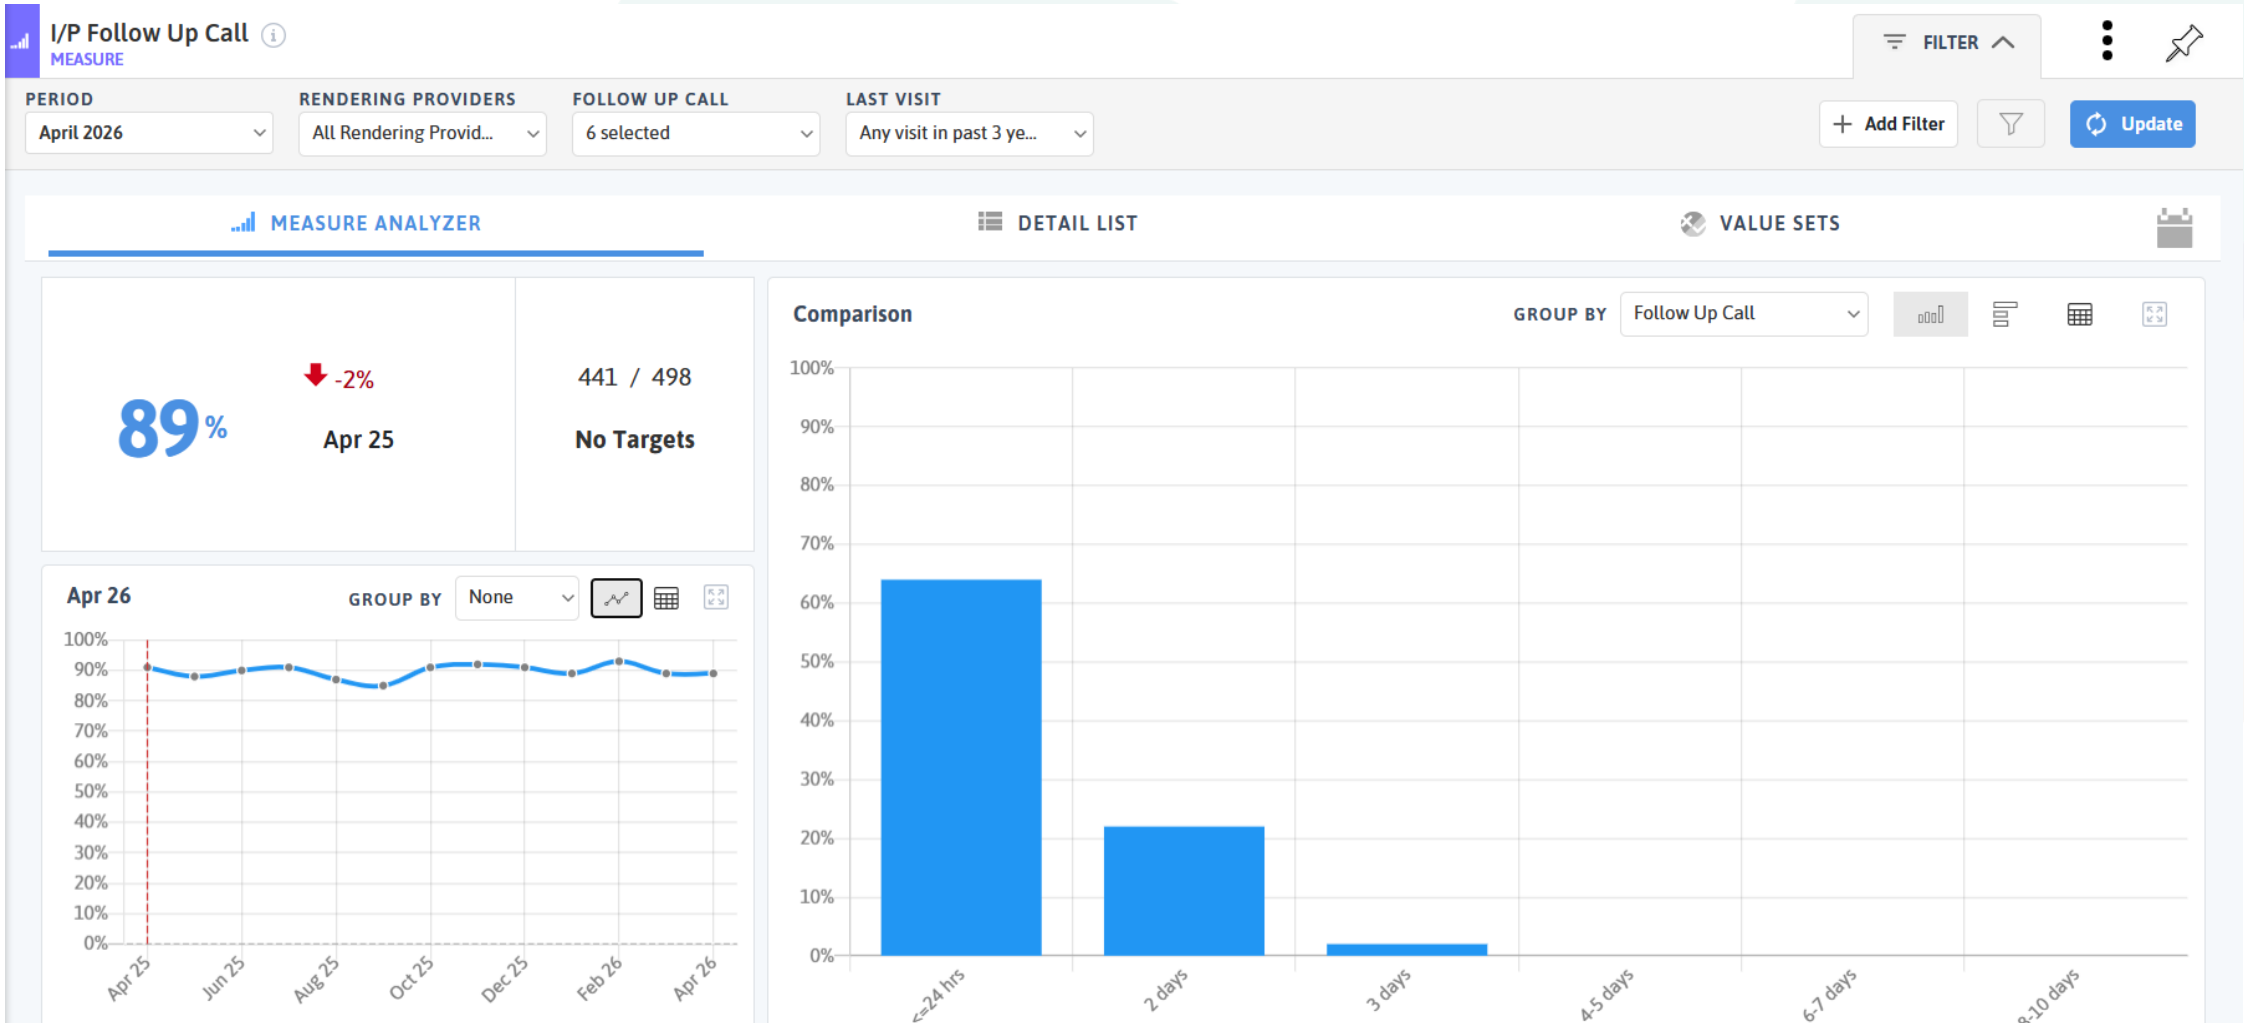 I/P Follow Up Call
MEASURE
FILTER
PERIOD
April 2026
RENDERING PROVIDERS
All Rendering Provid...
FOLLOW UP CALL
6 selected
LAST VISIT
Any visit in past 3 ye...
Add Filter
Update
MEASURE ANALYZER
DETAIL LIST
VALUE SETS
89%
-2%
Apr 25
441 / 498
No Targets
Apr 26
GROUP BY
None
100%
90%
80%
70%
60%
50%
40%
30%
20%
10%
0%
Apr 25
Jun 25
Aug 25
Oct 25
Dec 25
Feb 26
Apr 26
Comparison
GROUP BY
Follow Up Call
100%
90%
80%
70%
60%
50%
40%
30%
20%
10%
0%
<=24 hrs
2 days
3 days
4-5 days
6-7 days
8-10 days